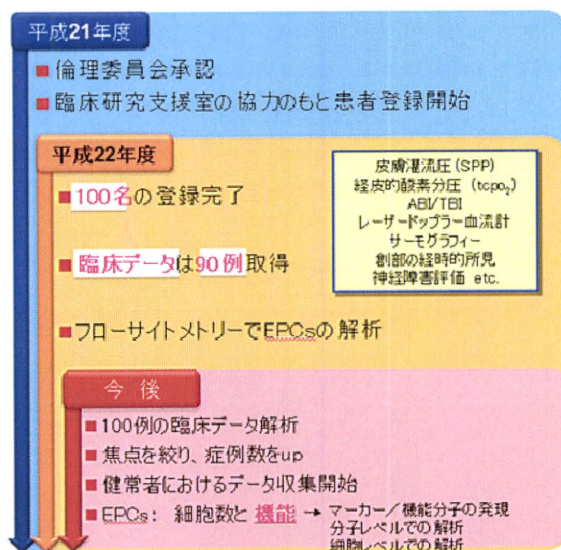 平成21年度
■倫理委員会承認
■臨床研究支援室の協力のもと患者登録開始
平成22年度
■100名の登録完了
■臨床データは90例取得
■フローサイトメトリーでEPCsの解析
皮膚灌流圧(SPP)
経皮的酸素分圧 (tcpo₂)
ABI/TBI
レーザードップラー血流計
サーモグラフィー
創部の経時的所見
神経障害評価 etc.
今後
■100例の臨床データ解析
■焦点を絞り、症例数をup
■健常者におけるデータ収集開始
■EPCs: 細胞数と機能 → マーカー/機能分子の発現
分子レベルでの解析
細胞レベルでの解析